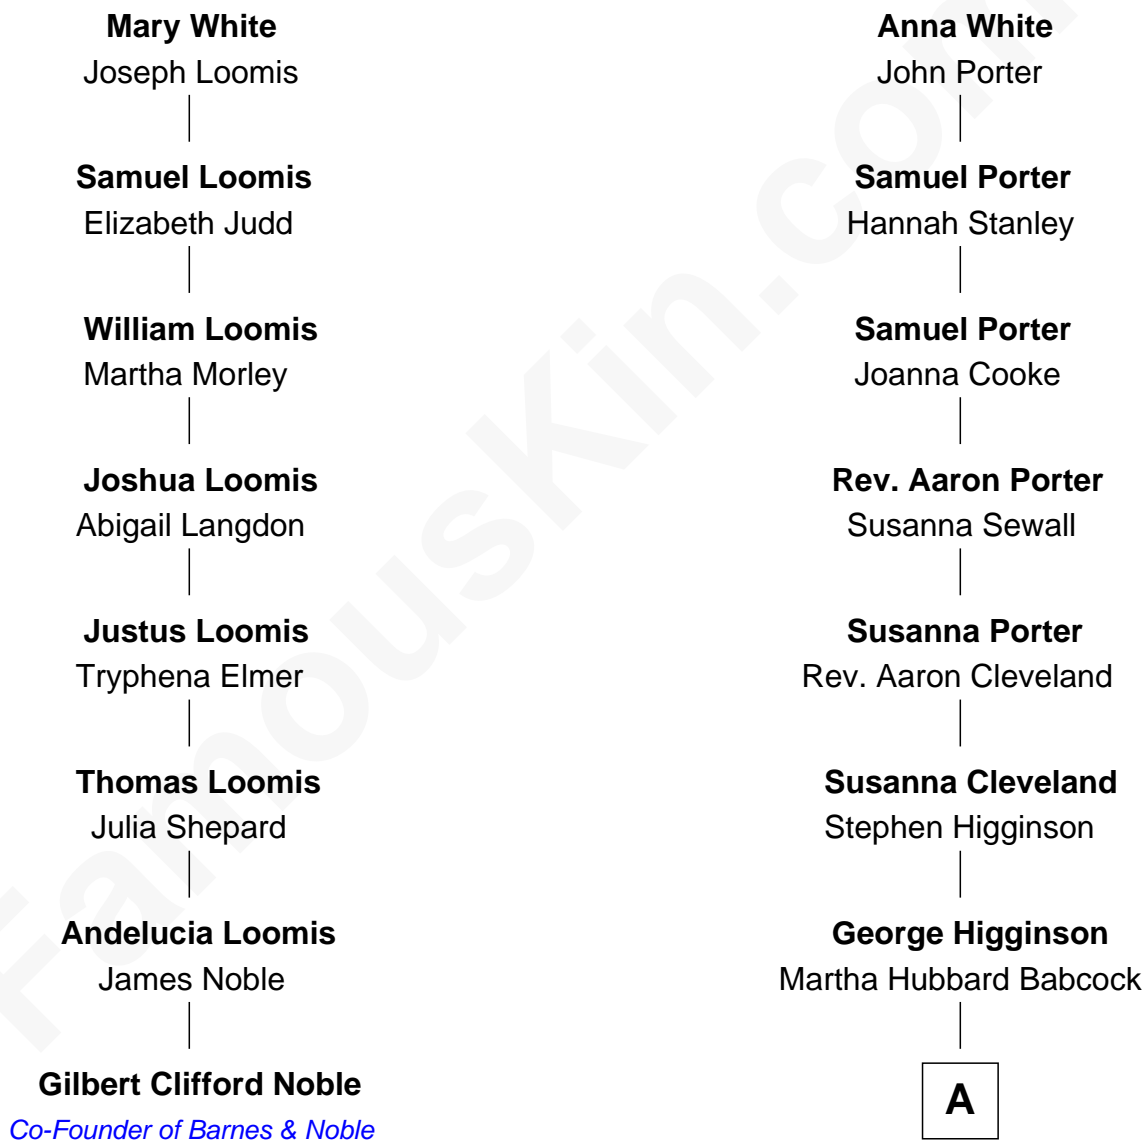 Mary White
Joseph Loomis
Samuel Loomis
Elizabeth Judd
William Loomis
Martha Morley
Joshua Loomis
Abigail Langdon
Justus Loomis
Tryphena Elmer
Thomas Loomis
Julia Shepard
Andelucia Loomis
James Noble
Gilbert Clifford Noble
Co-Founder of Barnes & Noble
Anna White
John Porter
Samuel Porter
Hannah Stanley
Samuel Porter
Joanna Cooke
Rev. Aaron Porter
Susanna Sewall
Susanna Porter
Rev. Aaron Cleveland
Susanna Cleveland
Stephen Higginson
George Higginson
Martha Hubbard Babcock
A
FamousKin.com